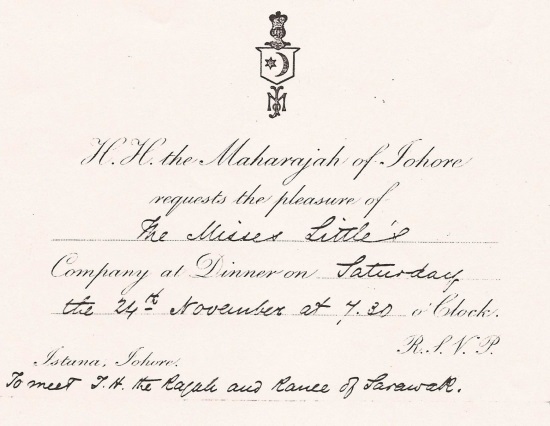 H. H. the Maharajah of Johore
requests the pleasure of
The Misses Little's
Company at Dinner on Saturday
the 24th November at 7.30 o'Clock.
R.S.V.P.
Istana, Johore.
To meet T.H. the Rajah and Ranee of Sarawak.